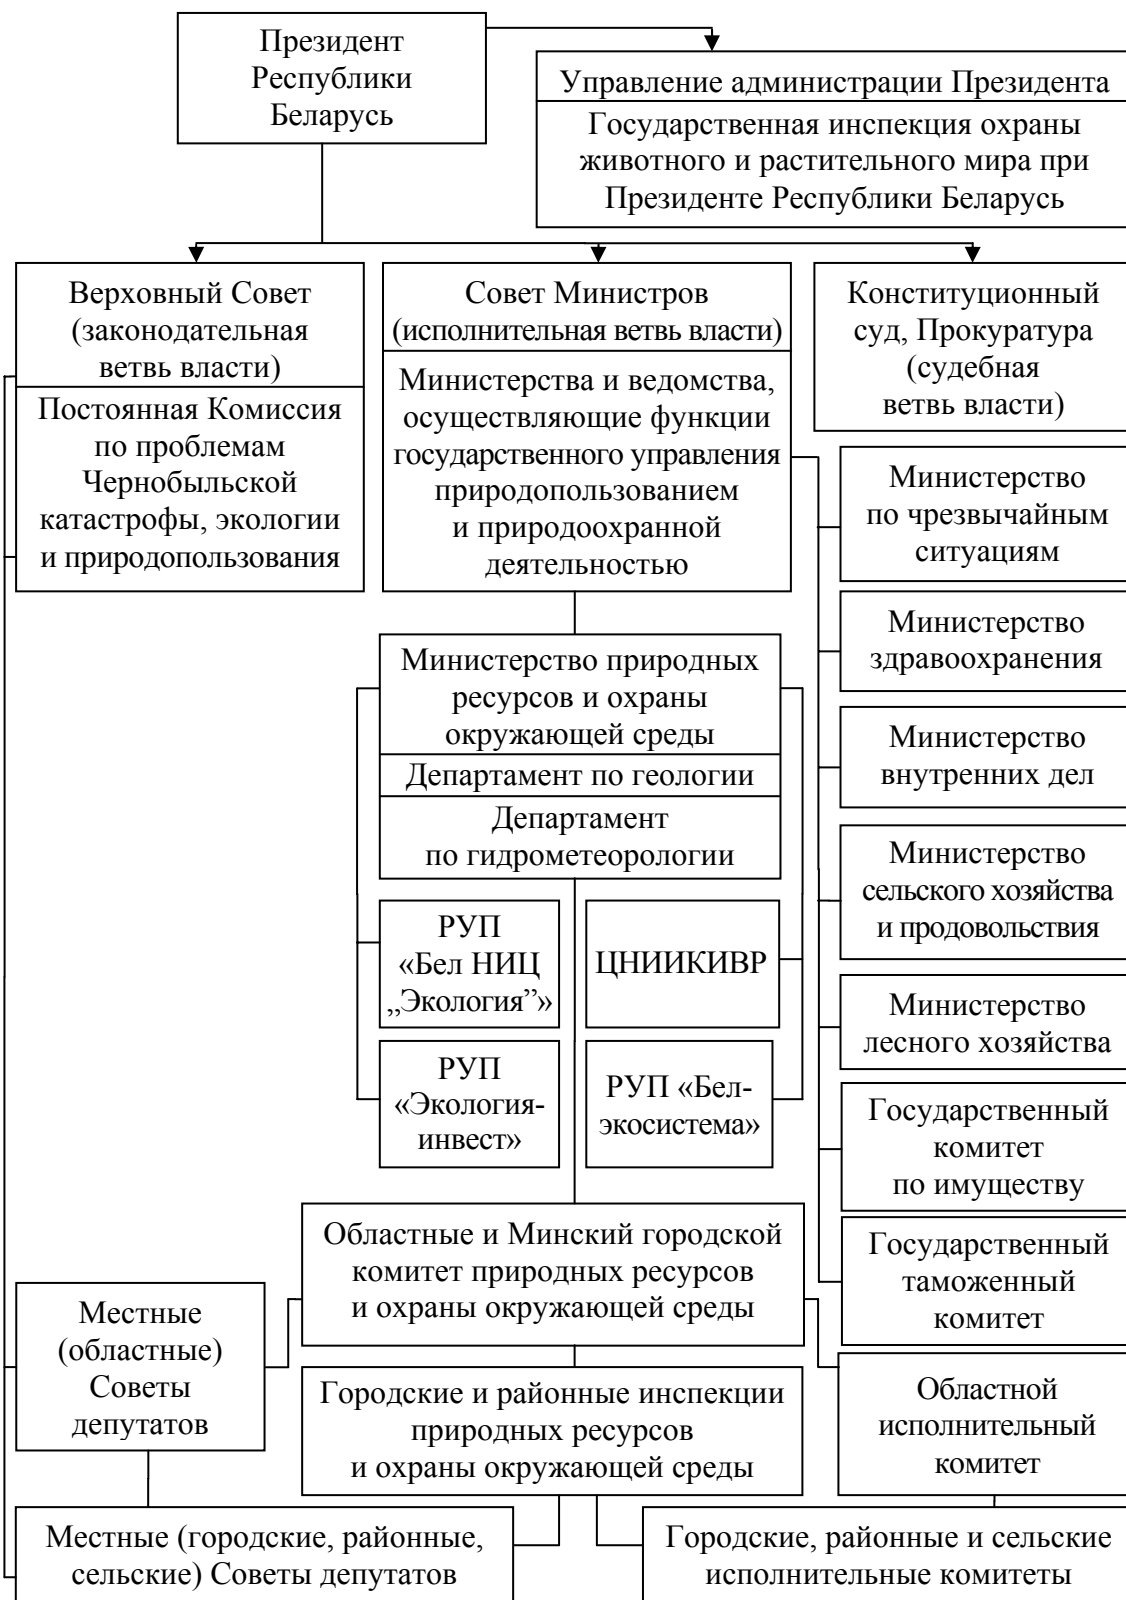 Президент
Республики
Беларусь
Управление администрации Президента
Государственная инспекция охраны
животного и растительного мира при
Президенте Республики Беларусь
Верховный Совет
(законодательная
ветвь власти)
Постоянная Комиссия
по проблемам
Чернобыльской
катастрофы, экологии
и природопользования
Совет Министров
(исполнительная ветвь власти)
Министерства и ведомства,
осуществляющие функции
государственного управления
природопользованием
и природоохранной
деятельностью
Конституционный
суд, Прокуратура
(судебная
ветвь власти)
Министерство
по чрезвычайным
ситуациям
Министерство
здравоохранения
Министерство
внутренних дел
Министерство
сельского хозяйства
и продовольствия
Министерство
лесного хозяйства
Государственный
комитет
по имуществу
Государственный
таможенный
комитет
Министерство природных
ресурсов и охраны
окружающей среды
Департамент по геологии
Департамент
по гидрометеорологии
РУП
«Бел НИЦ
„Экология”»
ЦНИИКИВР
РУП
«Экология-
инвест»
РУП «Бел-
экосистема»
Областные и Минский городской
комитет природных ресурсов
и охраны окружающей среды
Местные
(областные)
Советы
депутатов
Городские и районные инспекции
природных ресурсов
и охраны окружающей среды
Областной
исполнительный
комитет
Местные (городские, районные,
сельские) Советы депутатов
Городские, районные и сельские
исполнительные комитеты